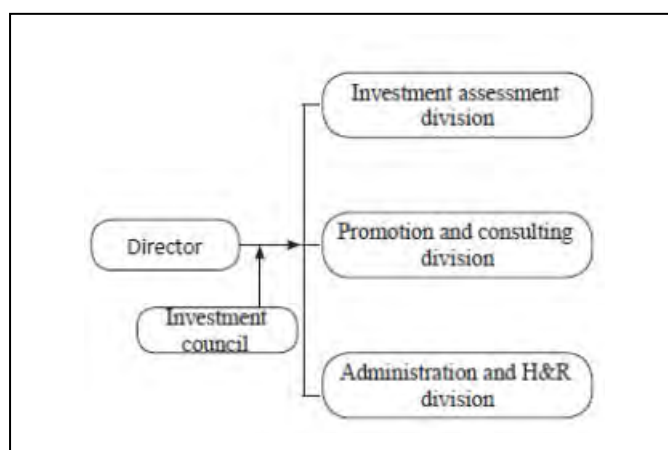 Investment assessment
division
Director
Promotion and consulting
division
Investment
council
Administration and H&R
division